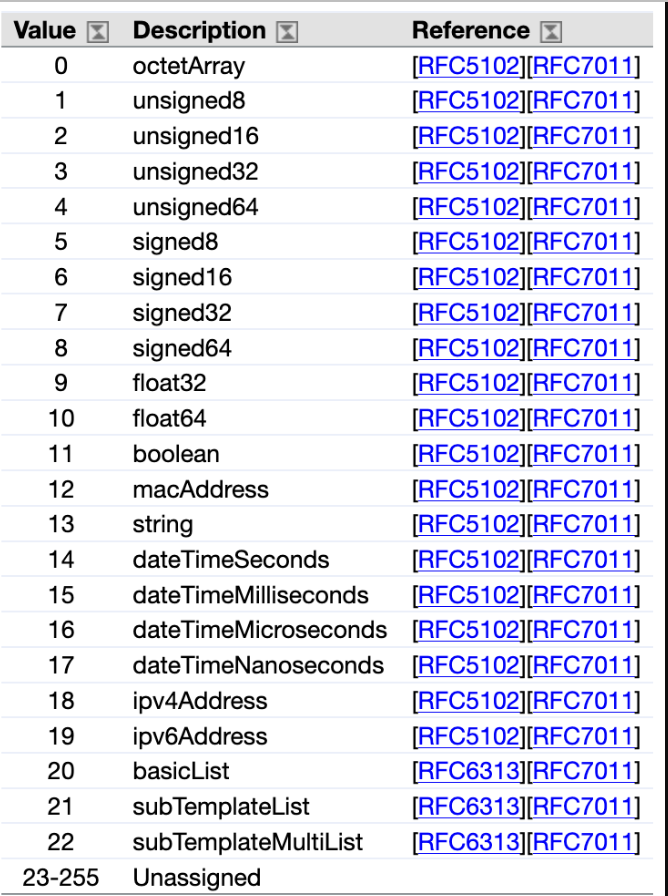 Value Description Reference
0 octetArray [RFC5102][RFC7011]
1 unsigned8 [RFC5102][RFC7011]
2 unsigned16 [RFC5102][RFC7011]
3 unsigned32 [RFC5102][RFC7011]
4 unsigned64 [RFC5102][RFC7011]
5 signed8 [RFC5102][RFC7011]
6 signed16 [RFC5102][RFC7011]
7 signed32 [RFC5102][RFC7011]
8 signed64 [RFC5102][RFC7011]
9 float32 [RFC5102][RFC7011]
10 float64 [RFC5102][RFC7011]
11 boolean [RFC5102][RFC7011]
12 macAddress [RFC5102][RFC7011]
13 string [RFC5102][RFC7011]
14 dateTimeSeconds [RFC5102][RFC7011]
15 dateTimeMilliseconds [RFC5102][RFC7011]
16 dateTimeMicroseconds [RFC5102][RFC7011]
17 dateTimeNanoseconds [RFC5102][RFC7011]
18 ipv4Address [RFC5102][RFC7011]
19 ipv6Address [RFC5102][RFC7011]
20 basicList [RFC6313][RFC7011]
21 subTemplateList [RFC6313][RFC7011]
22 subTemplateMultiList [RFC6313][RFC7011]
23-255 Unassigned